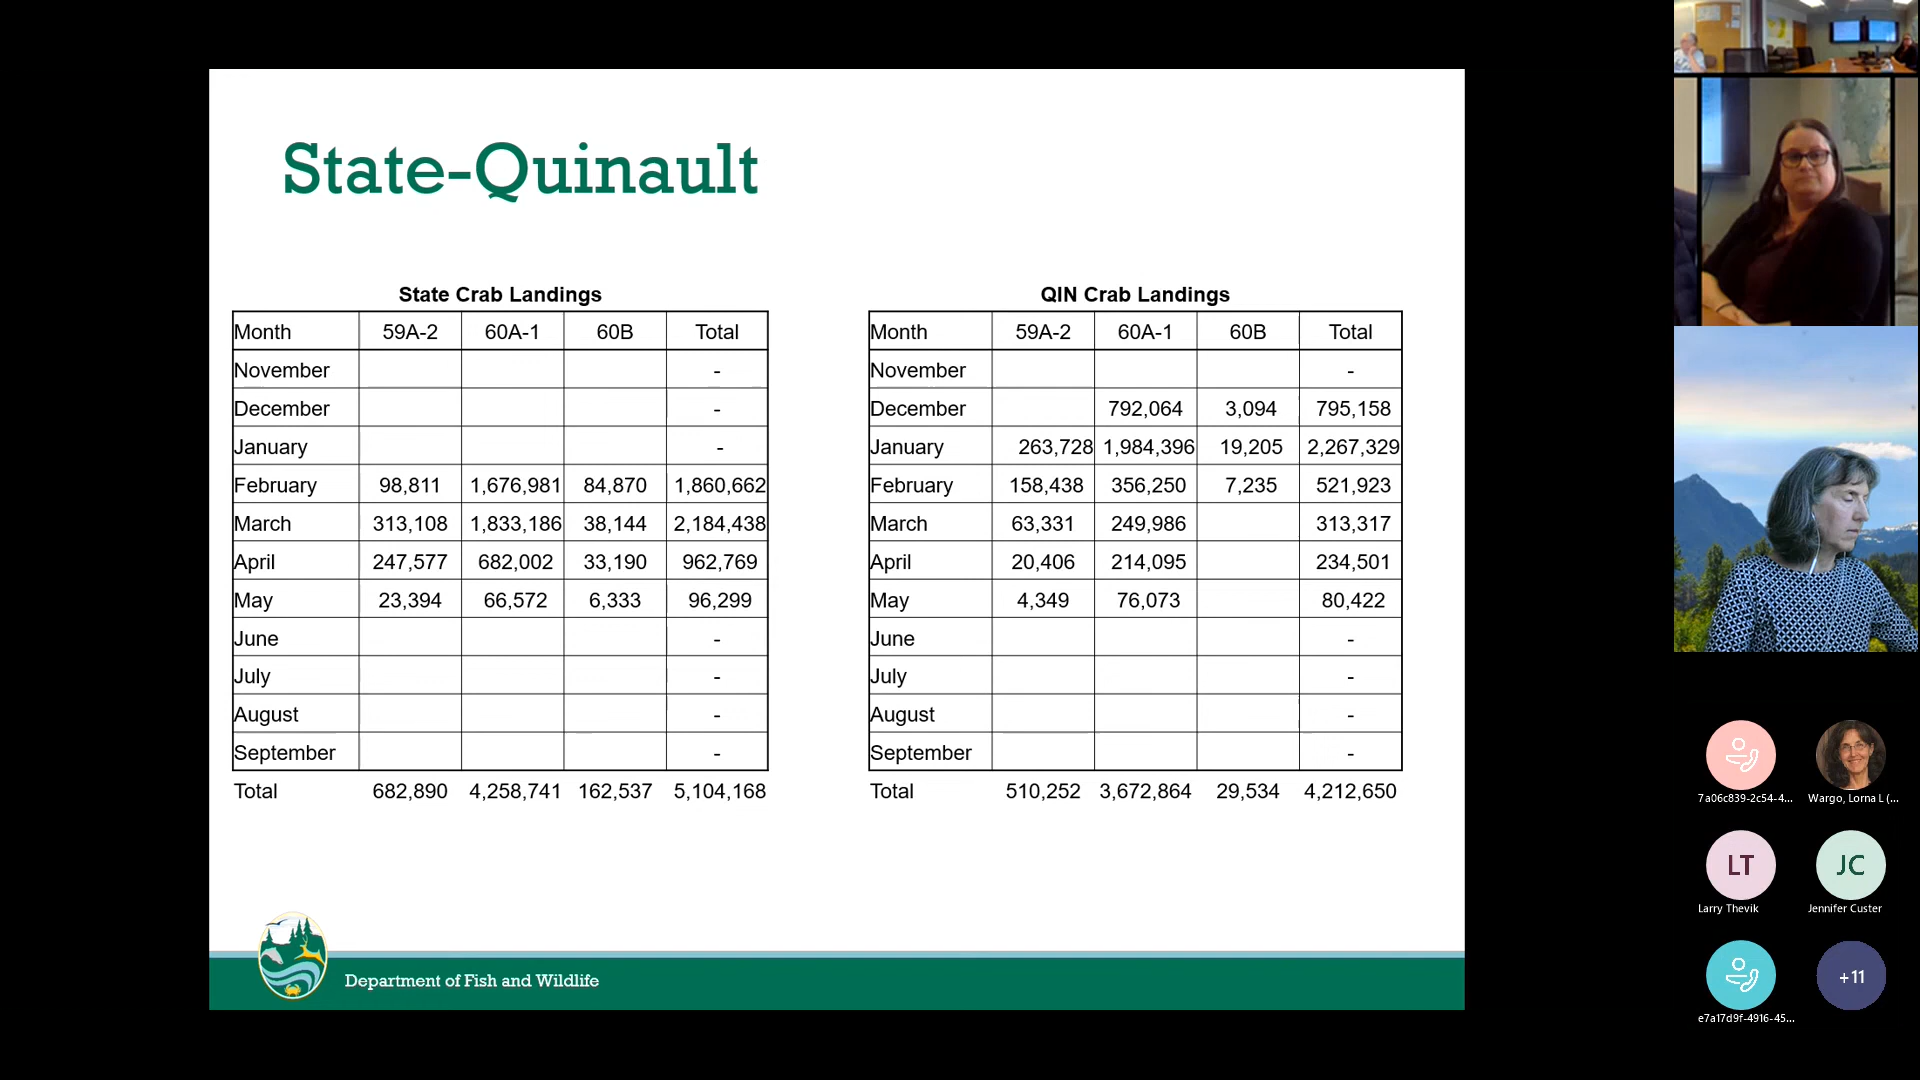 State-Quinault
State Crab Landings
Month 59A-2 60A-1 60B Total
November -
December -
January -
February 98,811 1,676,981 84,870 1,860,662
March 313,108 1,833,186 38,144 2,184,438
April 247,577 682,002 33,190 962,769
May 23,394 66,572 6,333 96,299
June -
July -
August -
September -
Total 682,890 4,258,741 162,537 5,104,168
QIN Crab Landings
Month 59A-2 60A-1 60B Total
November -
December 792,064 3,094 795,158
January 263,728 1,984,396 19,205 2,267,329
February 158,438 356,250 7,235 521,923
March 63,331 249,986 313,317
April 20,406 214,095 234,501
May 4,349 76,073 80,422
June -
July -
August -
September -
Total 510,252 3,672,864 29,534 4,212,650
Department of Fish and Wildlife
7a06c839-2c54-4...
Wargo, Lorna L (...
LT
Larry Thevik
JC
Jennifer Custer
e7a17d9f-4916-45...
+11